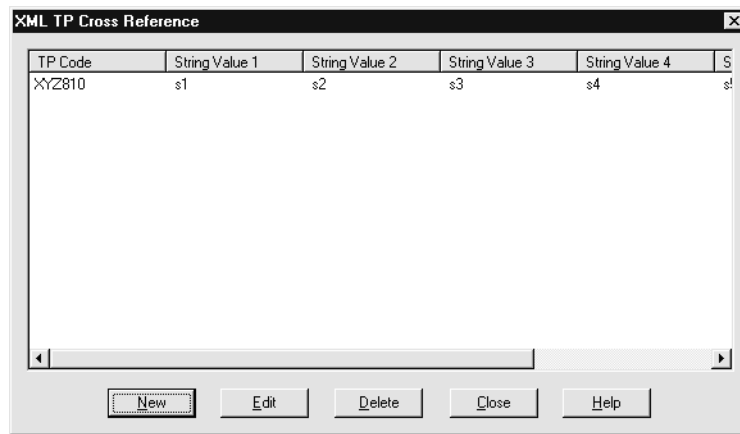 XML TP Cross Reference
TP Code String Value 1 String Value 2 String Value 3 String Value 4 S
XYZ810 s1 s2 s3 s4
New Edit Delete Close Help